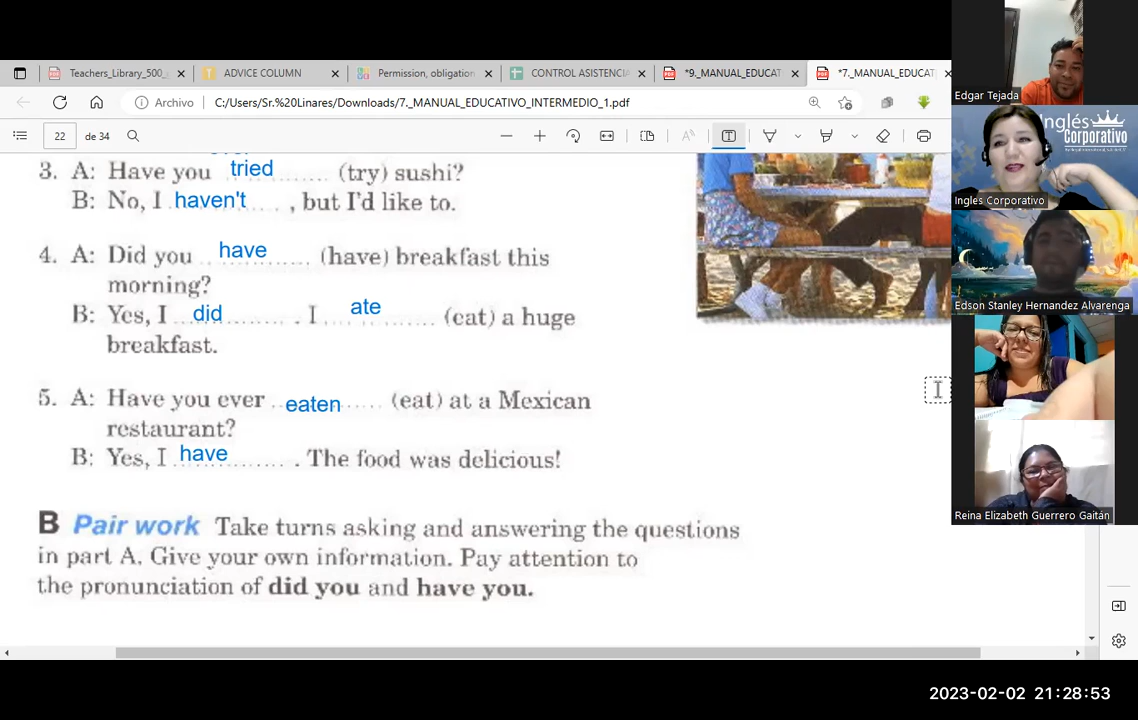 Teachers_Library_500_
ADVICE COLUMN
Permission, obligation
CONTROL ASISTENCIA
*9._MANUAL_EDUCAT
*7._MANUAL_EDUCAT
Archivo
C:/Users/Sr.%20Linares/Downloads/7._MANUAL_EDUCATIVO_INTERMEDIO_1.pdf
22
de 34
3. A: Have you tried (try) sushi?
B: No, I haven't , but I'd like to.
4. A: Did you have (have) breakfast this
morning?
B: Yes, I did . I ate (eat) a huge
breakfast.
5. A: Have you ever eaten (eat) at a Mexican
restaurant?
B: Yes, I have . The food was delicious!
B Pair work Take turns asking and answering the questions
in part A. Give your own information. Pay attention to
the pronunciation of did you and have you.
Edgar Tejada
Inglés
Corporativo
Ingles Corporativo
Edson Stanley Hernandez Alvarenga
Reina Elizabeth Guerrero Gaitán
2023-02-02 21:28:53